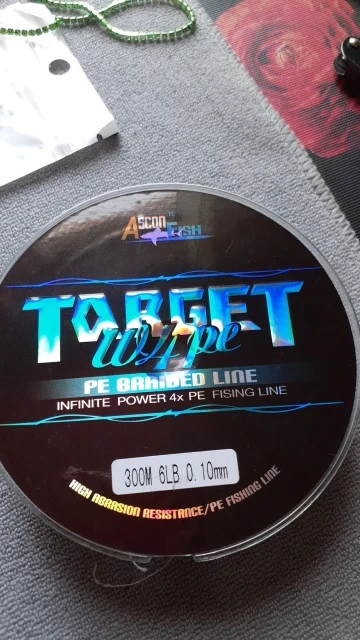 ASCON FISH
TARGET
W4pe
PE BRAIDED LINE
INFINITE POWER 4x PE FISING LINE
300M 6LB 0.10mm
HIGH ABRASION RESISTANCE/PE FISHING LINE